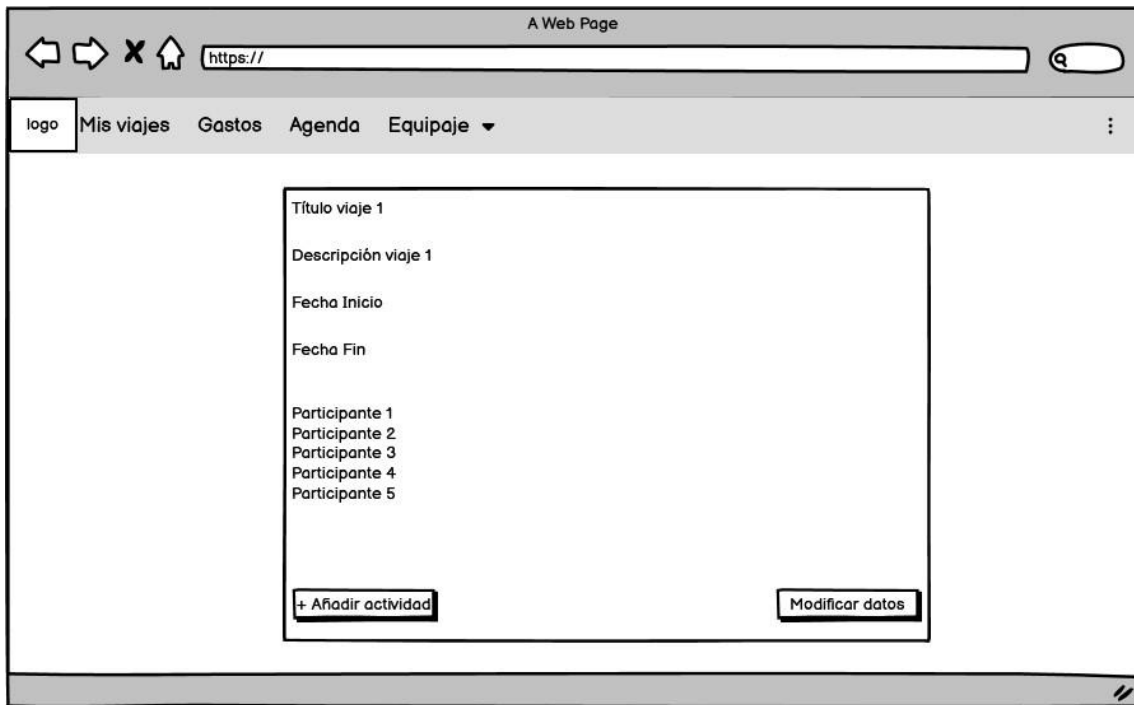 A Web Page
https://
logo Mis viajes Gastos Agenda Equipaje
Título viaje 1
Descripción viaje 1
Fecha Inicio
Fecha Fin
Participante 1
Participante 2
Participante 3
Participante 4
Participante 5
+ Añadir actividad Modificar datos